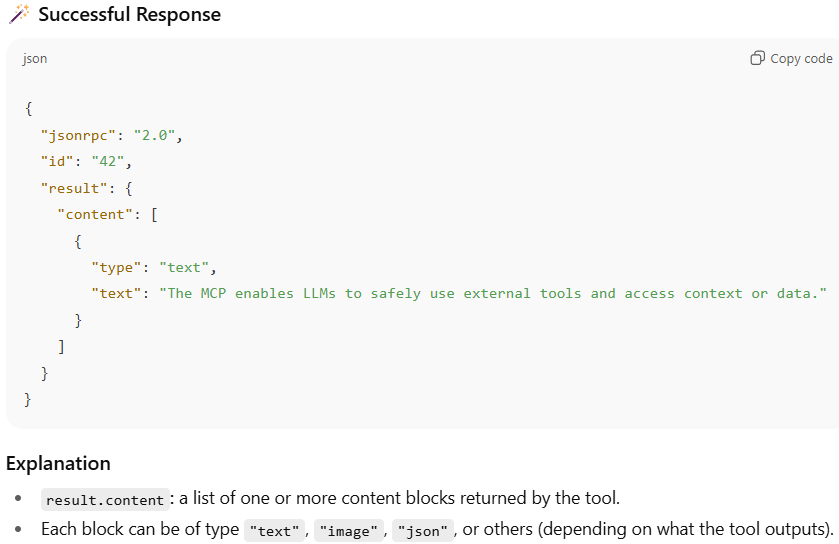 🪄 Successful Response
json
Copy code
{
  "jsonrpc": "2.0",
  "id": "42",
  "result": {
    "content": [
      {
        "type": "text",
        "text": "The MCP enables LLMs to safely use external tools and access context or data."
      }
    ]
  }
}
Explanation
• result.content: a list of one or more content blocks returned by the tool.
• Each block can be of type "text", "image", "json", or others (depending on what the tool outputs).